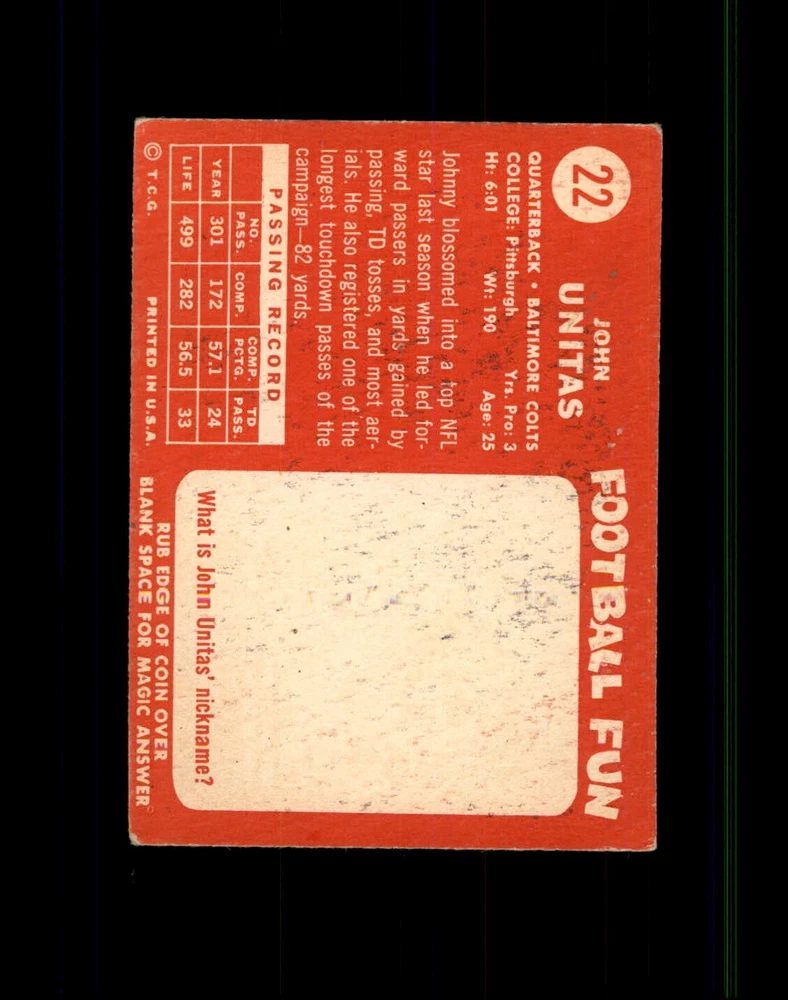 22
JOHN
UNITAS
QUARTERBACK • BALTIMORE COLTS
COLLEGE: Pittsburgh Yrs. Pro: 3
Ht: 6:01 Wt: 190 Age: 25
Johnny blossomed into a top NFL
star last season when he led for-
ward passers in yards gained by
passing, TD tosses, and most aer-
ials. He also registered one of the
longest touchdown passes of the
campaign—82 yards.
PASSING RECORD
NO. PASS. COMP. COMP. PCTG. TD PASS.
YEAR 301 172 57.1 24
LIFE 499 282 56.5 33
© T.C.G. PRINTED IN U.S.A.
FOOTBALL FUN
What is John Unitas' nickname?
RUB EDGE OF COIN OVER
BLANK SPACE FOR MAGIC ANSWER